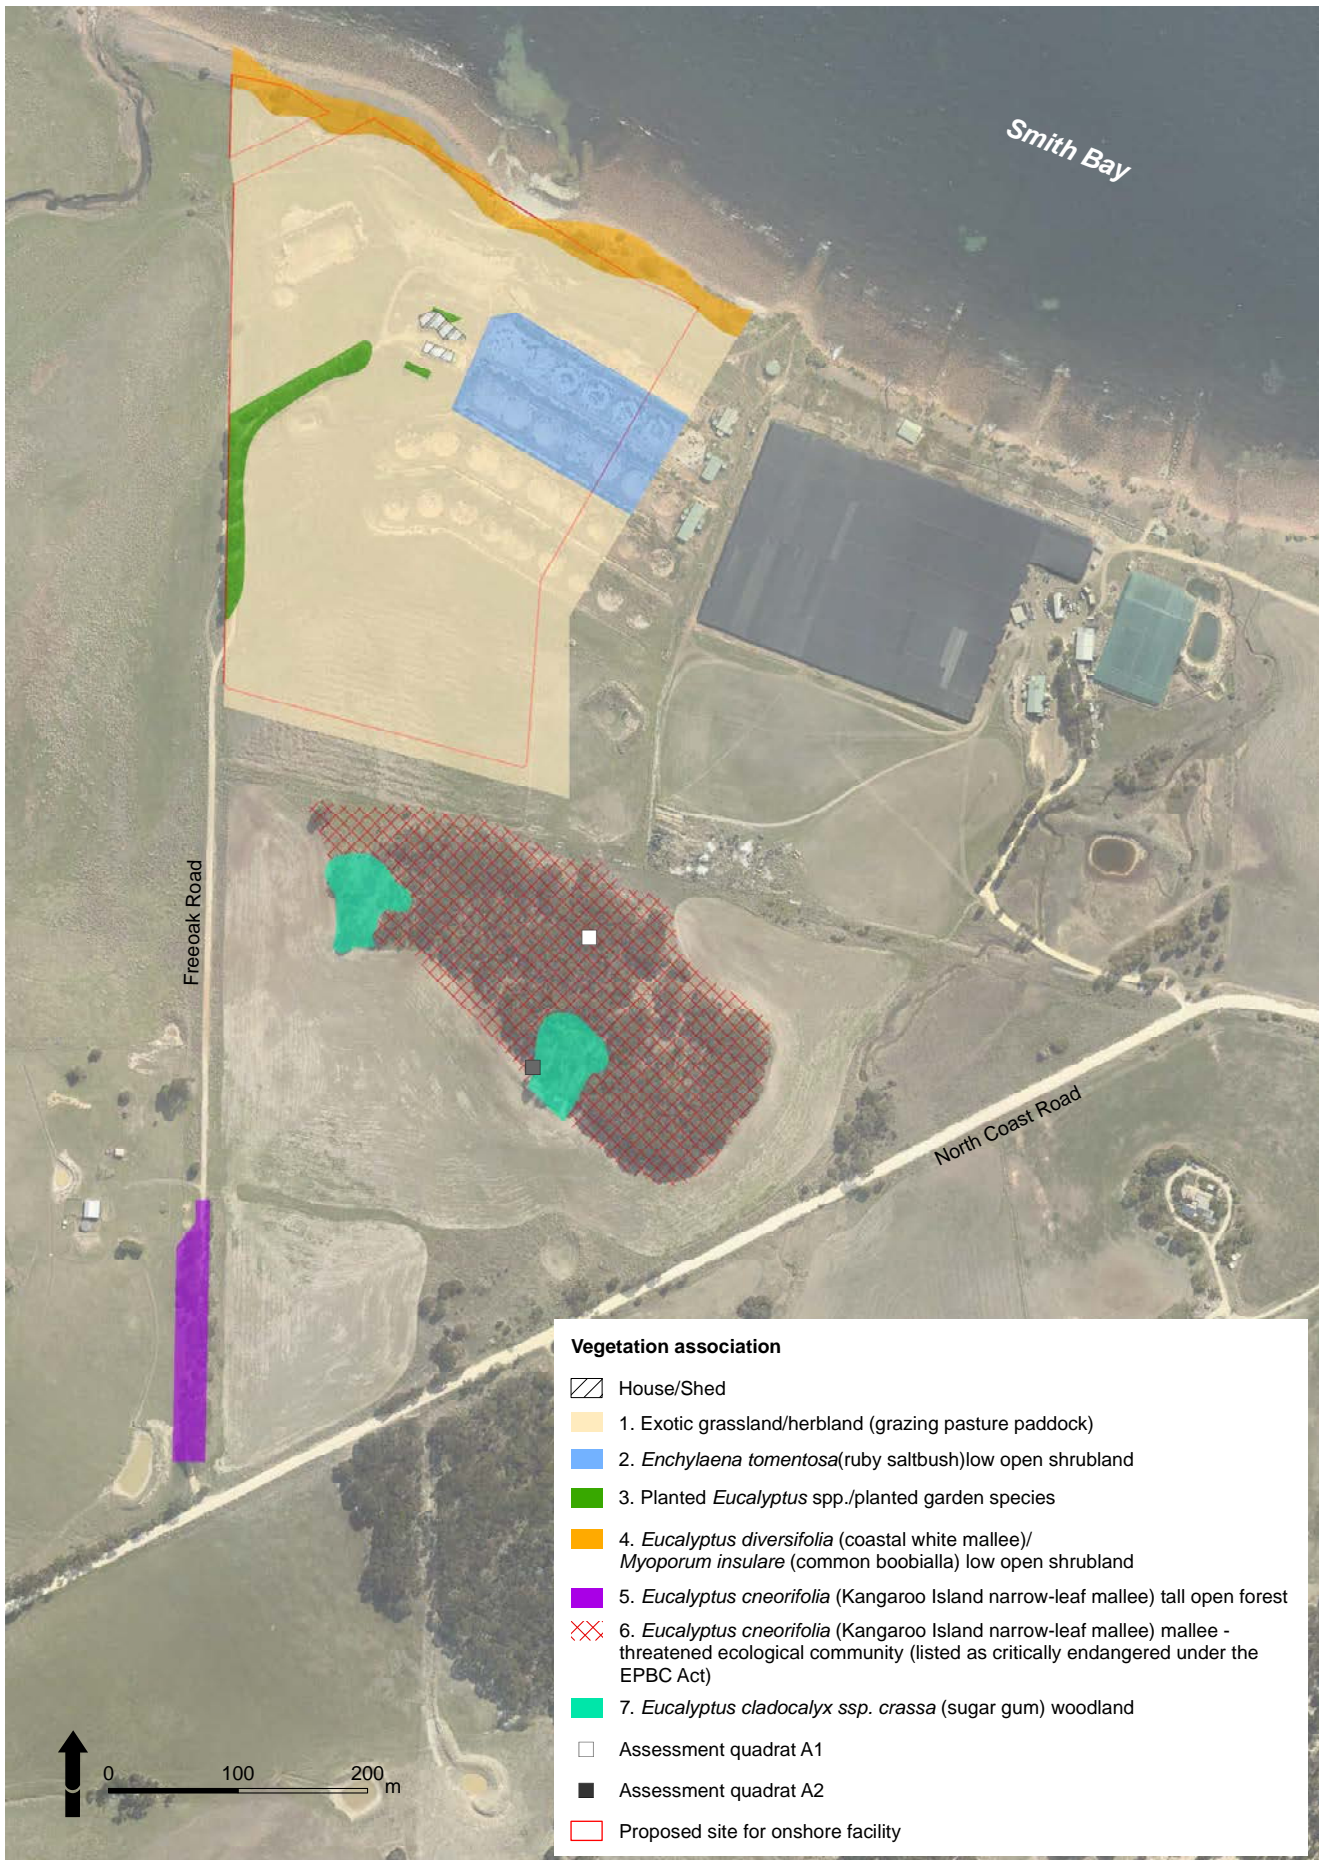 Smith Bay
Freeoak Road
North Coast Road
Vegetation association
House/Shed
1. Exotic grassland/herbland (grazing pasture paddock)
2. Enchylaena tomentosa(ruby saltbush)low open shrubland
3. Planted Eucalyptus spp./planted garden species
4. Eucalyptus diversifolia (coastal white mallee)/
Myoporum insulare (common boobialla) low open shrubland
5. Eucalyptus cneorifolia (Kangaroo Island narrow-leaf mallee) tall open forest
6. Eucalyptus cneorifolia (Kangaroo Island narrow-leaf mallee) mallee -
threatened ecological community (listed as critically endangered under the
EPBC Act)
7. Eucalyptus cladocalyx ssp. crassa (sugar gum) woodland
Assessment quadrat A1
Assessment quadrat A2
Proposed site for onshore facility
0 100 200 m